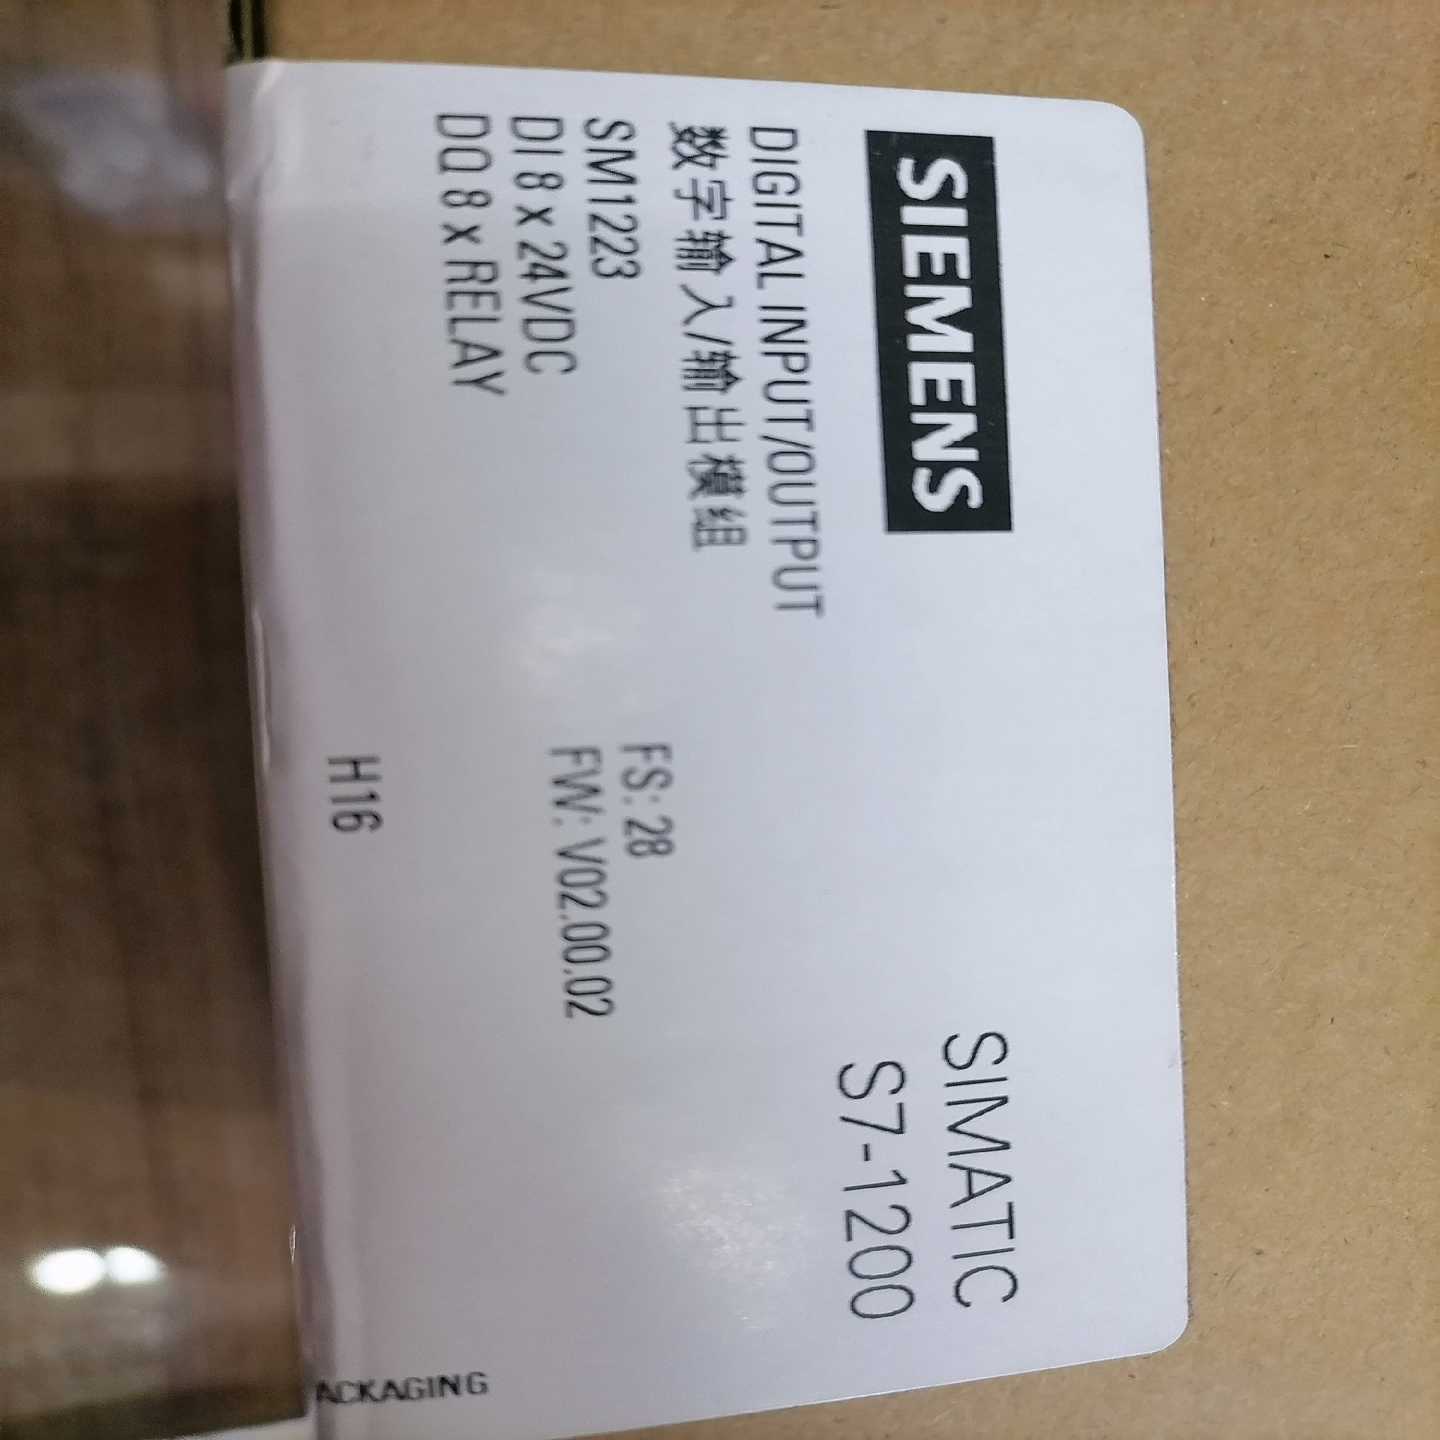 SIEMENS
SIMATIC
S7-1200
DIGITAL INPUT/OUTPUT
数字输入/输出模组
SM1223
DI 8 x 24VDC
DQ 8 x RELAY
FS: 28
FW: V02.00.02
H16
ACKAGING